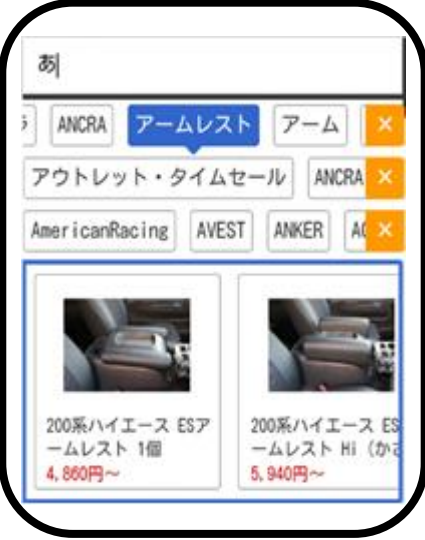 あ
ANCRA アームレスト アーム ×
アウトレット・タイムセール ANCRA ×
AmericanRacing AVEST ANKER ×
200系ハイエース ESア
ームレスト 1個
4,860円～
200系ハイエース ES
ームレスト Hi（かさ
5,940円～